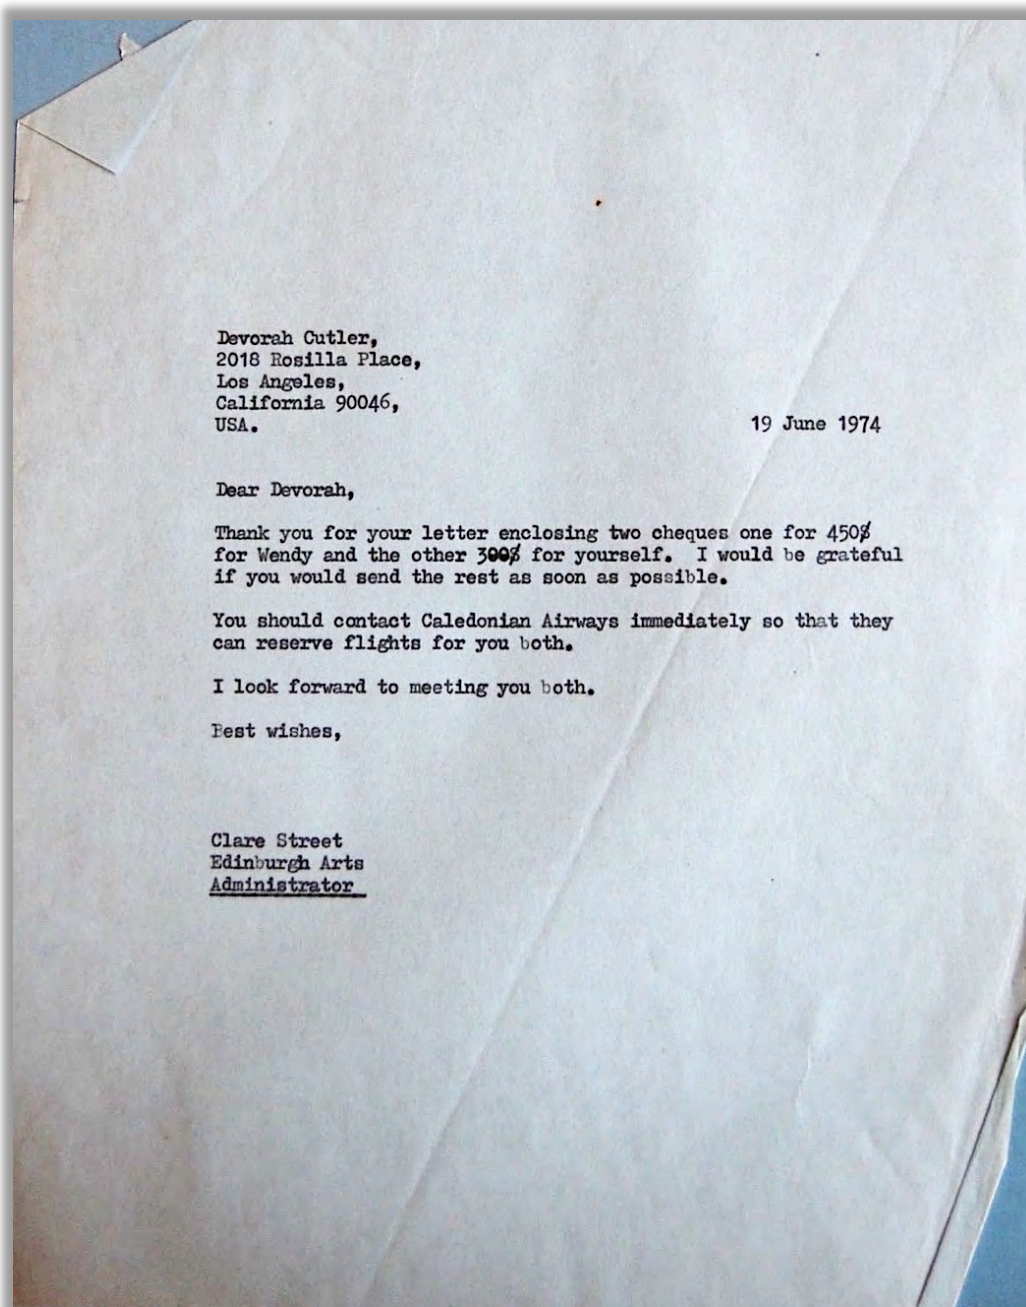 Devorah Cutler,
2018 Rosilla Place,
Los Angeles,
California 90046,
USA.
19 June 1974
Dear Devorah,
Thank you for your letter enclosing two cheques one for 450$
for Wendy and the other 300$ for yourself. I would be grateful
if you would send the rest as soon as possible.
You should contact Caledonian Airways immediately so that they
can reserve flights for you both.
I look forward to meeting you both.
Best wishes,
Clare Street
Edinburgh Arts
Administrator